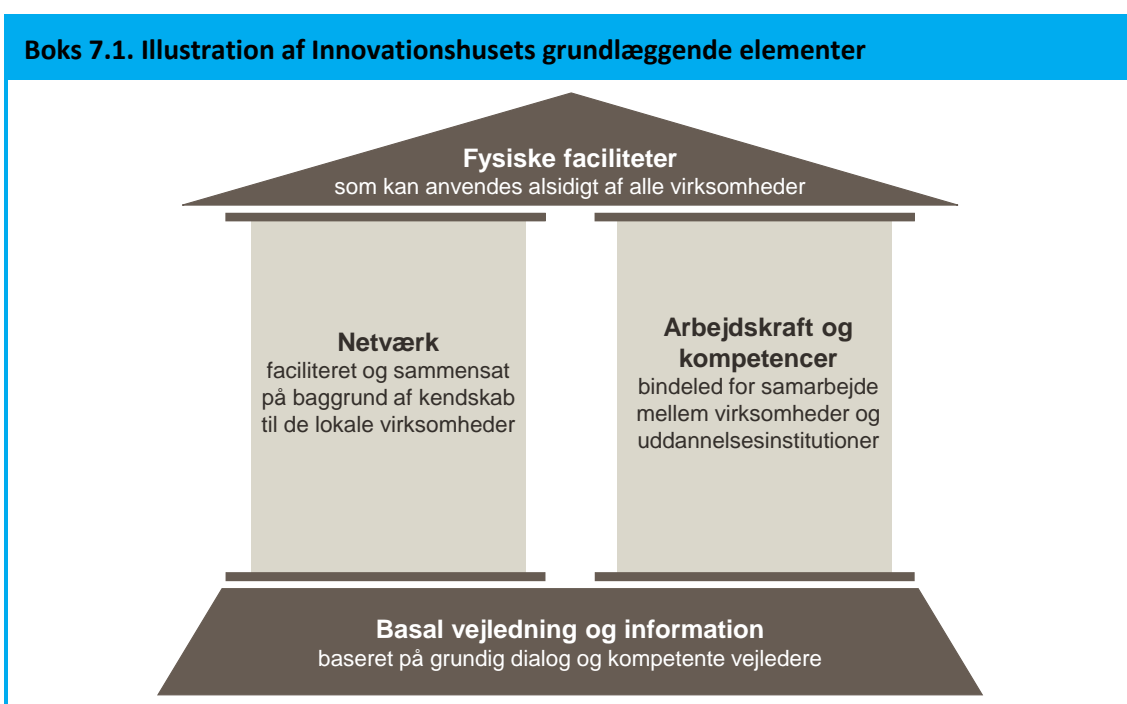 Boks 7.1. Illustration af Innovationshusets grundlæggende elementer
Fysiske faciliteter
som kan anvendes alsidigt af alle virksomheder
Netværk
faciliteret og sammensat
på baggrund af kendskab
til de lokale virksomheder
Arbejdskraft og
kompetencer
bindeled for samarbejde
mellem virksomheder og
uddannelsesinstitutioner
Basal vejledning og information
baseret på grundig dialog og kompetente vejledere